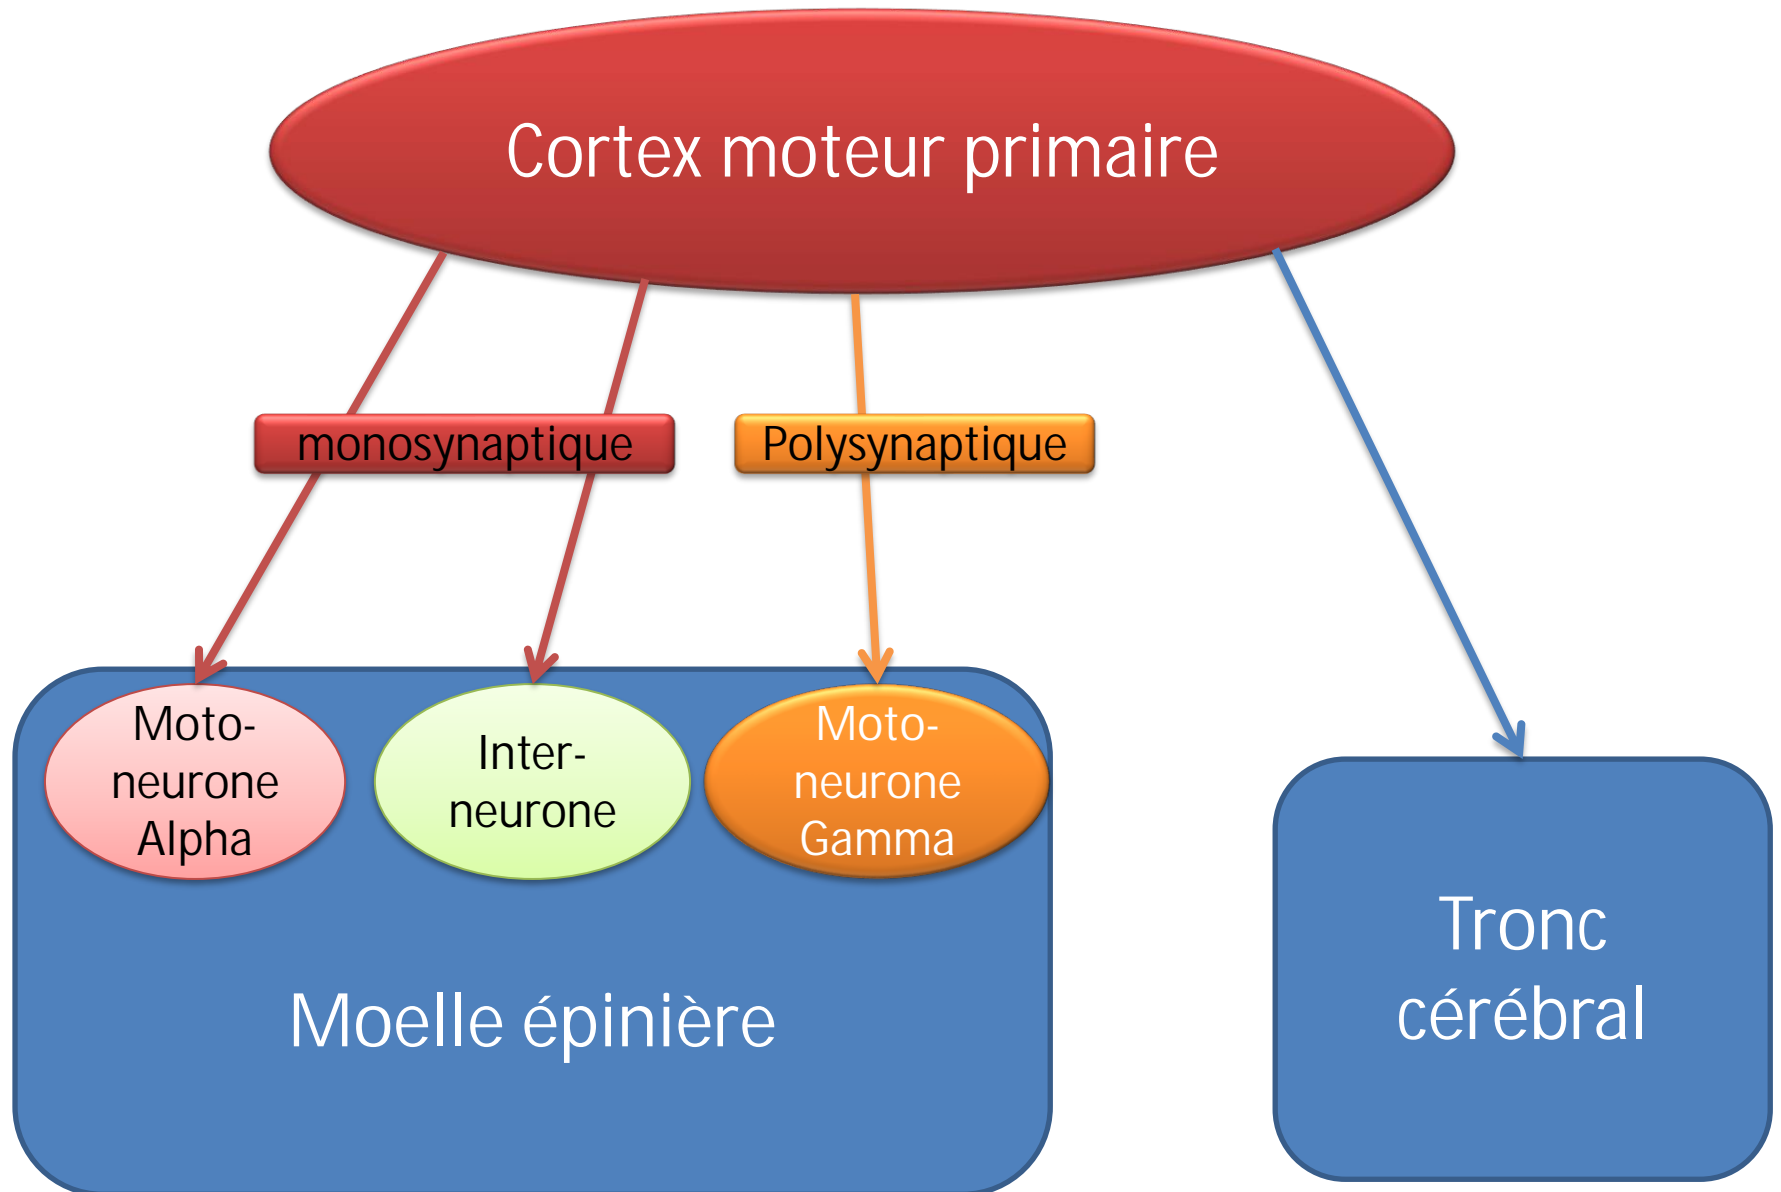 Cortex moteur primaire
monosynaptique
Polysynaptique
Moto-
neurone
Alpha
Inter-
neurone
Moto-
neurone
Gamma
Moelle épinière
Tronc
cérébral